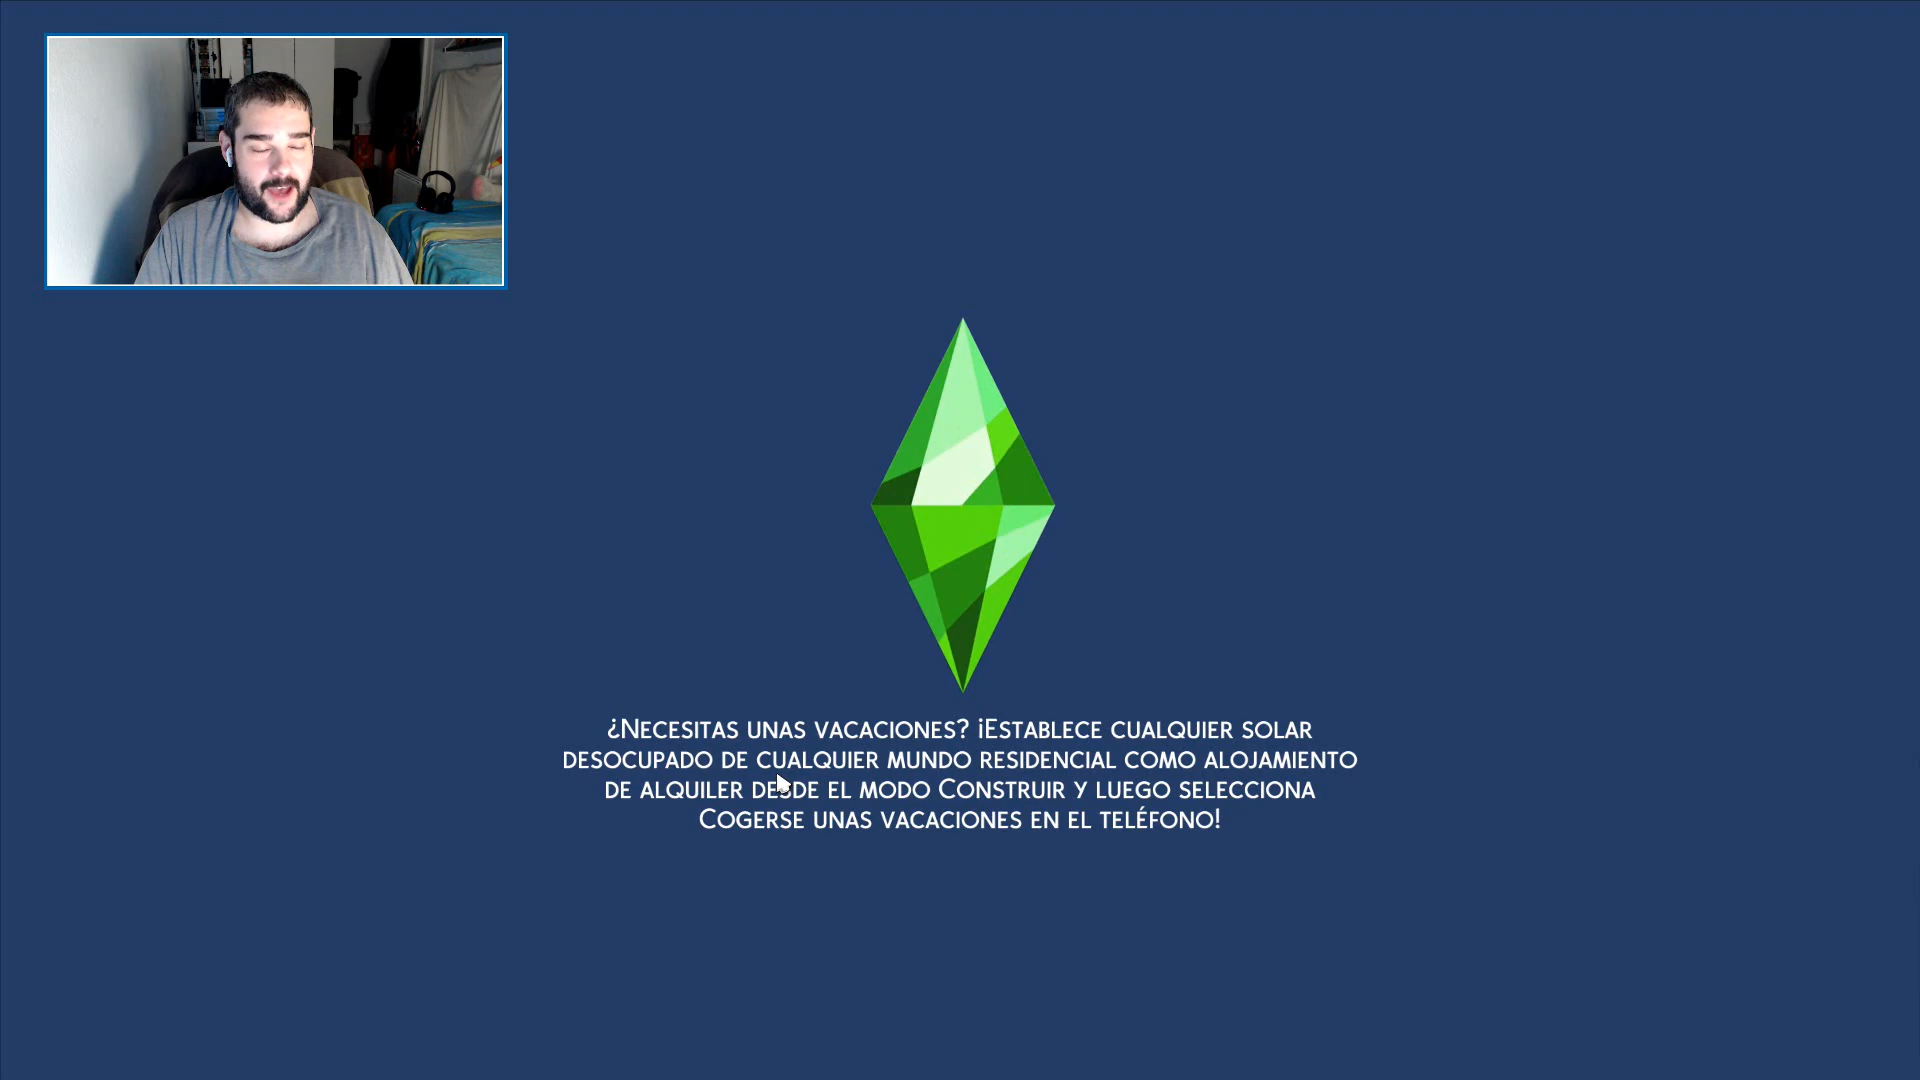 ¿Necesitas unas vacaciones? ¡Establece cualquier solar
desocupado de cualquier mundo residencial como alojamiento
de alquiler desde el modo Construir y luego selecciona
Cogerse unas vacaciones en el teléfono!